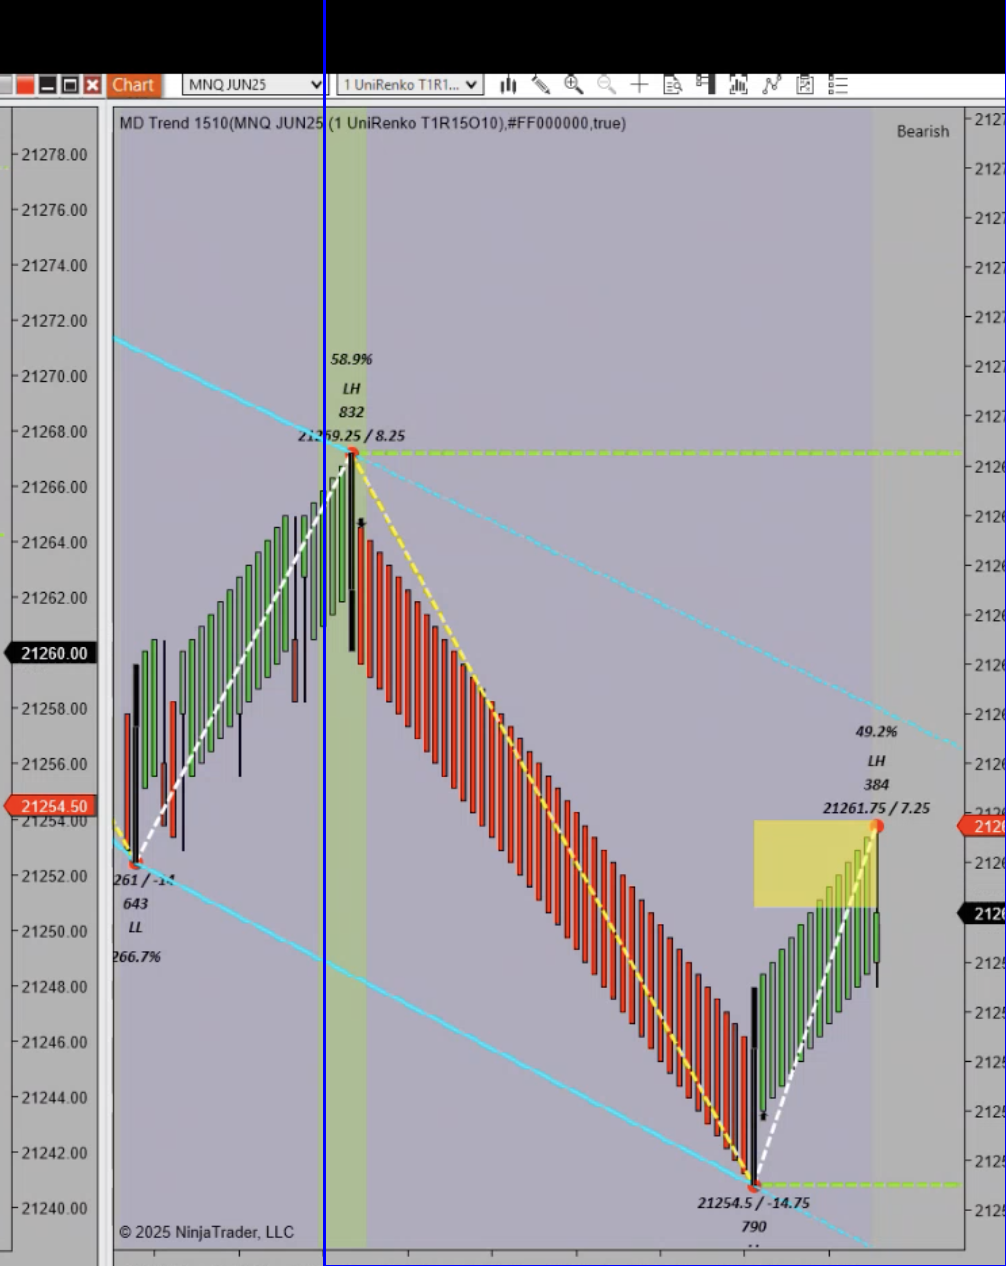 Chart
MNQ JUN25
1 UniRenko T1R1...
MD Trend 1510(MNQ JUN25 (1 UniRenko T1R15O10),#FF000000,true)
Bearish
21278.00
21276.00
21274.00
21272.00
21270.00
21268.00
21266.00
21264.00
21262.00
21260.00
21258.00
21256.00
21254.50
21254.00
21252.00
21250.00
21248.00
21246.00
21244.00
21242.00
21240.00
58.9%
LH
832
21269.25 / 8.25
49.2%
LH
384
21261.75 / 7.25
261 / -14
643
LL
266.7%
21254.5 / -14.75
790
© 2025 NinjaTrader, LLC